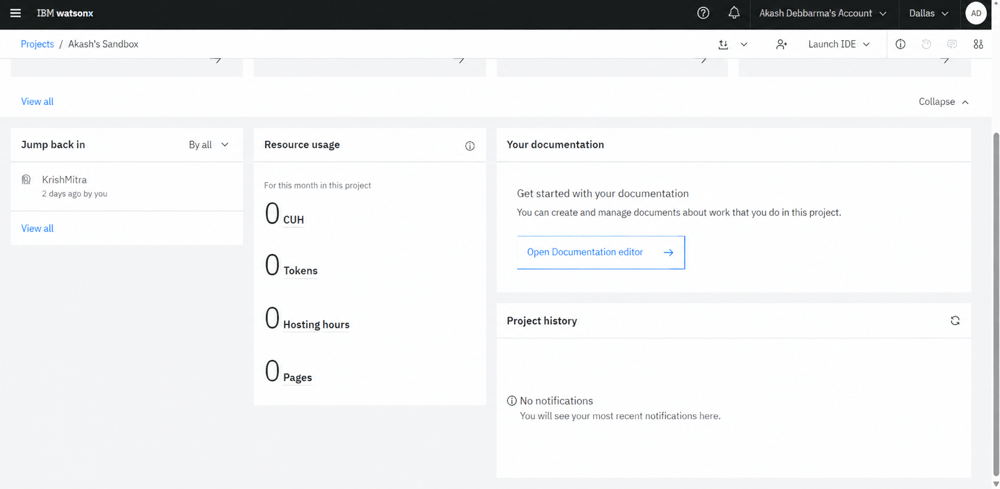 IBM watsonx
Akash Debbarma's Account
Dallas
AD
Projects / Akash's Sandbox
Launch IDE
View all
Collapse
Jump back in
By all
KrishMitra
2 days ago by you
View all
Resource usage
For this month in this project
0 CUH
0 Tokens
0 Hosting hours
0 Pages
Your documentation
Get started with your documentation
You can create and manage documents about work that you do in this project.
Open Documentation editor
Project history
No notifications
You will see your most recent notifications here.